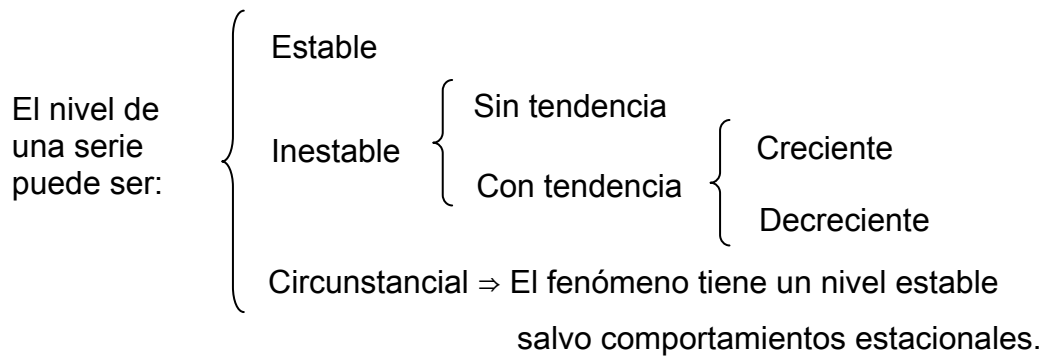 El nivel de
una serie
puede ser:
Estable
Inestable
Sin tendencia
Con tendencia
Creciente
Decreciente
Circunstancial ⇒ El fenómeno tiene un nivel estable
salvo comportamientos estacionales.